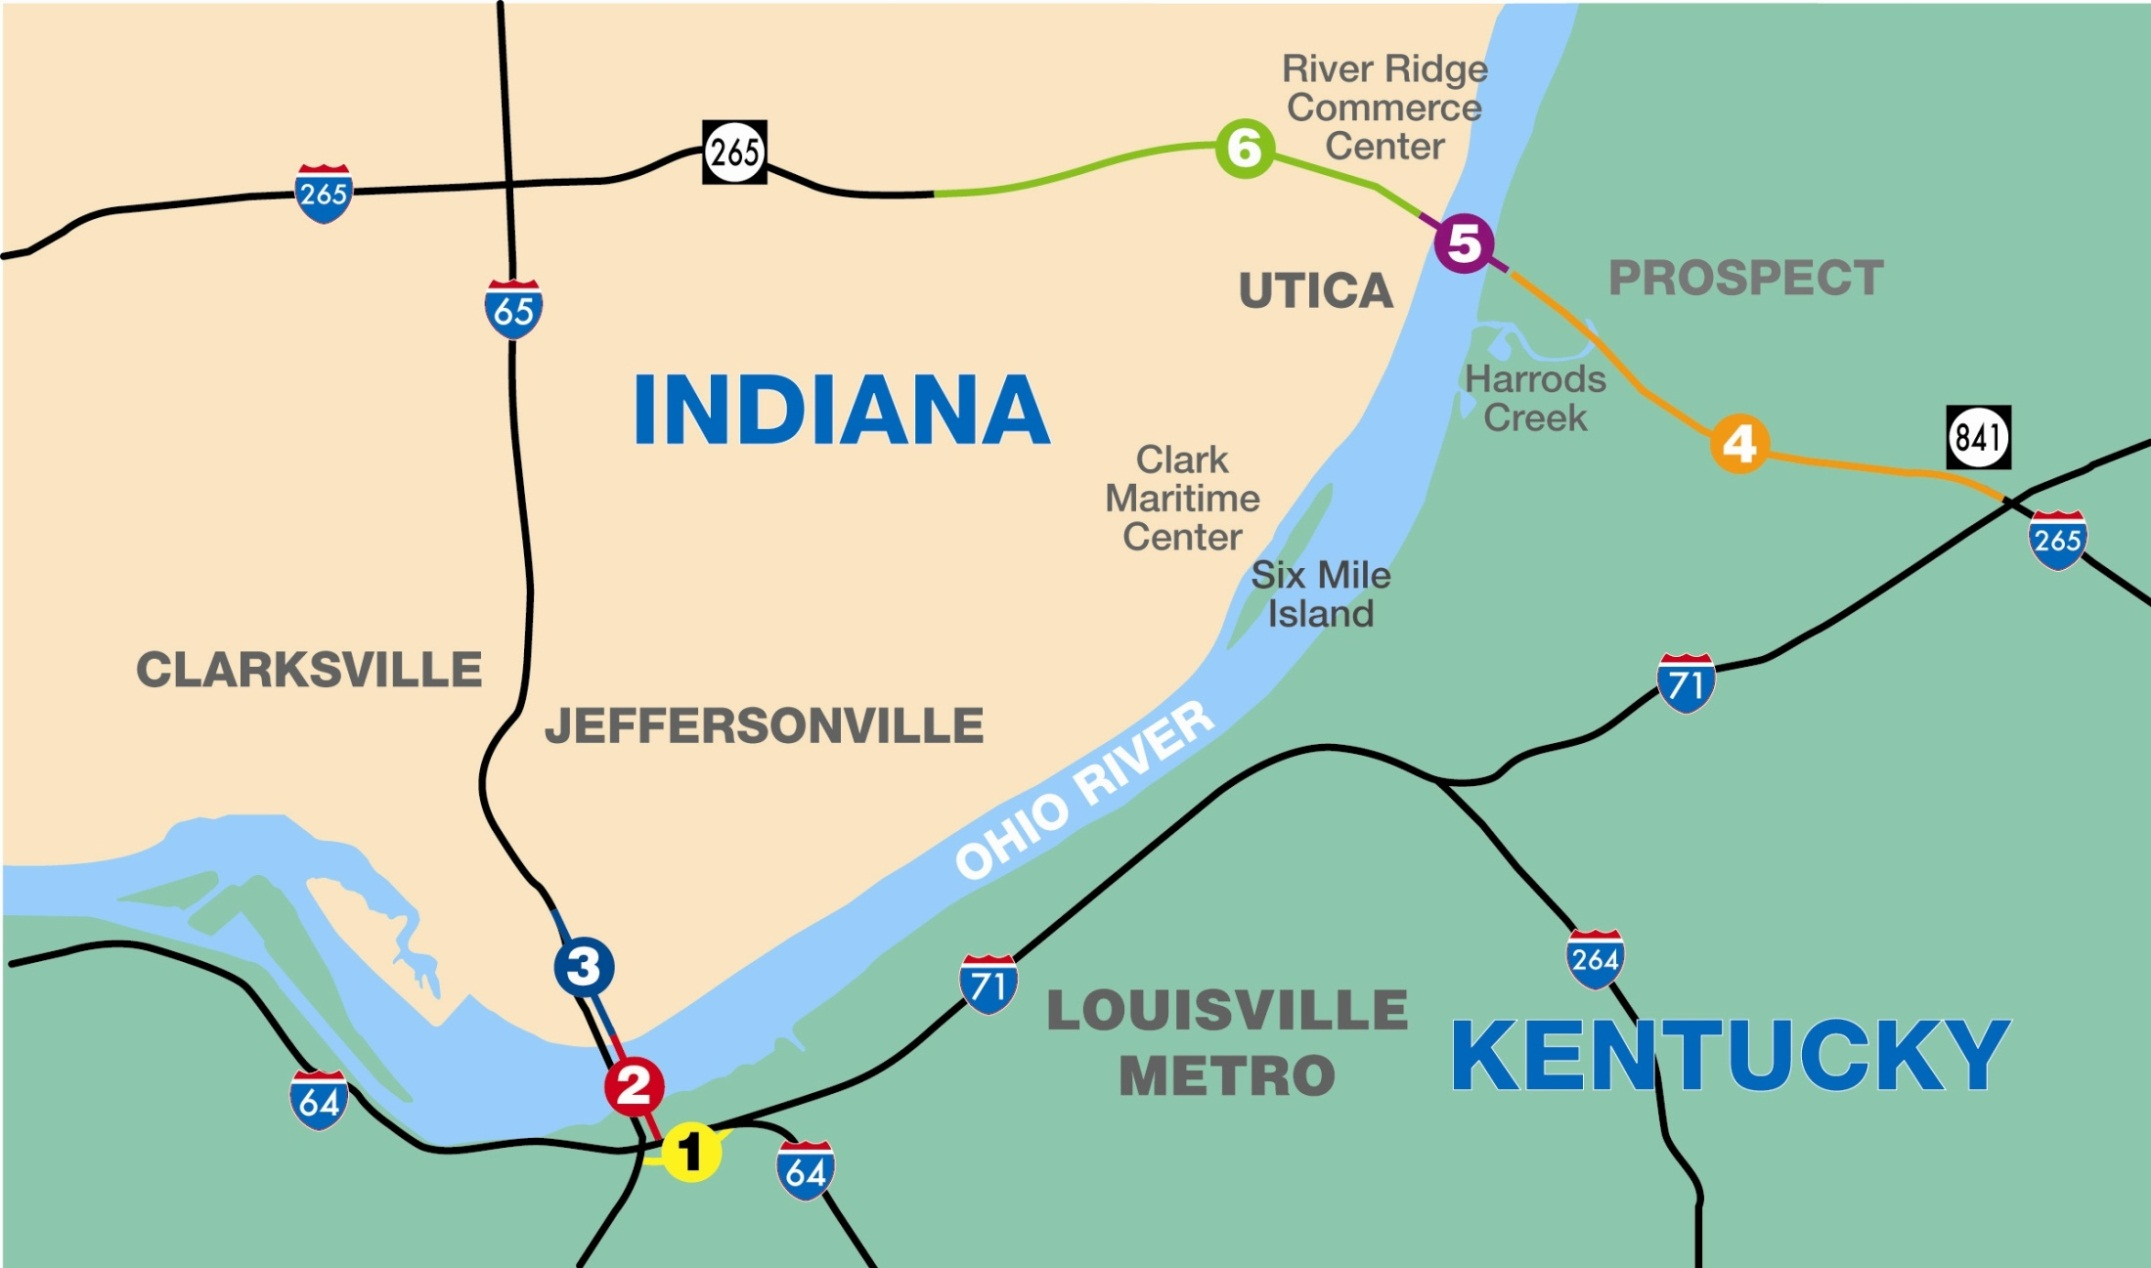 River Ridge
Commerce
Center
265
6
265
5
UTICA
PROSPECT
65
INDIANA
Harrods
Creek
4
841
Clark
Maritime
Center
265
Six Mile
Island
CLARKSVILLE
71
JEFFERSONVILLE
OHIO RIVER
3
264
71
LOUISVILLE
METRO
KENTUCKY
2
64
1
64